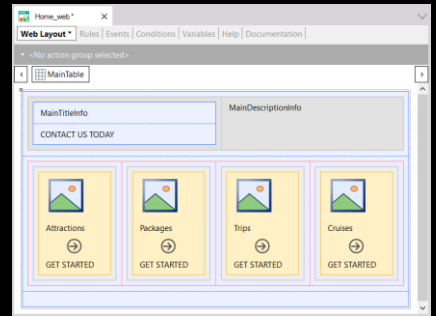 Home_web *
Web Layout * Rules Events Conditions Variables Help Documentation
<No action group selected>
MainTable
MainTitleInfo
MainDescriptionInfo
CONTACT US TODAY
Attractions Packages Trips Cruises
GET STARTED GET STARTED GET STARTED GET STARTED